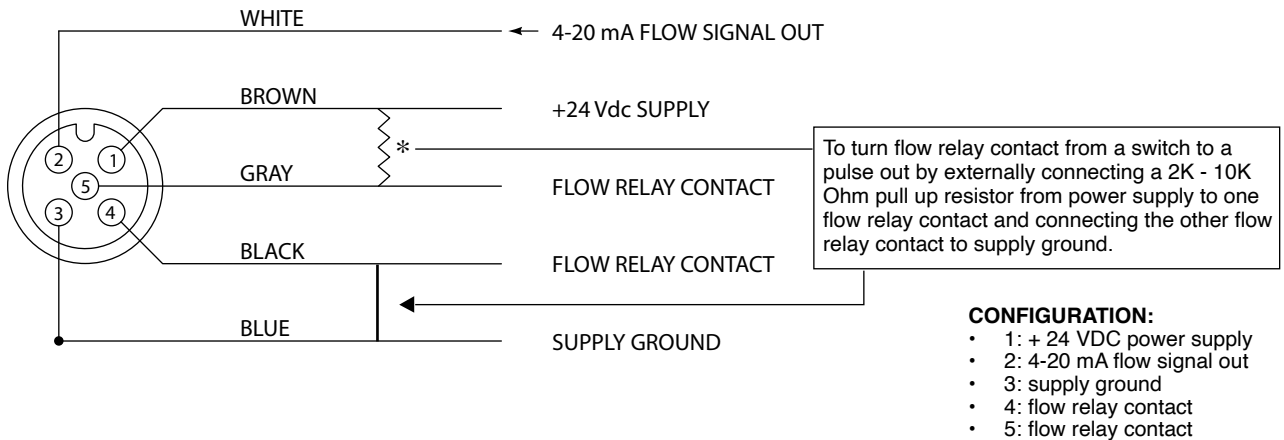 WHITE
4-20 mA FLOW SIGNAL OUT
BROWN
+24 Vdc SUPPLY
*
To turn flow relay contact from a switch to a
pulse out by externally connecting a 2K - 10K
Ohm pull up resistor from power supply to one
flow relay contact and connecting the other flow
relay contact to supply ground.
2
1
5
3
4
GRAY
FLOW RELAY CONTACT
BLACK
FLOW RELAY CONTACT
BLUE
SUPPLY GROUND
CONFIGURATION:
• 1: + 24 VDC power supply
• 2: 4-20 mA flow signal out
• 3: supply ground
• 4: flow relay contact
• 5: flow relay contact